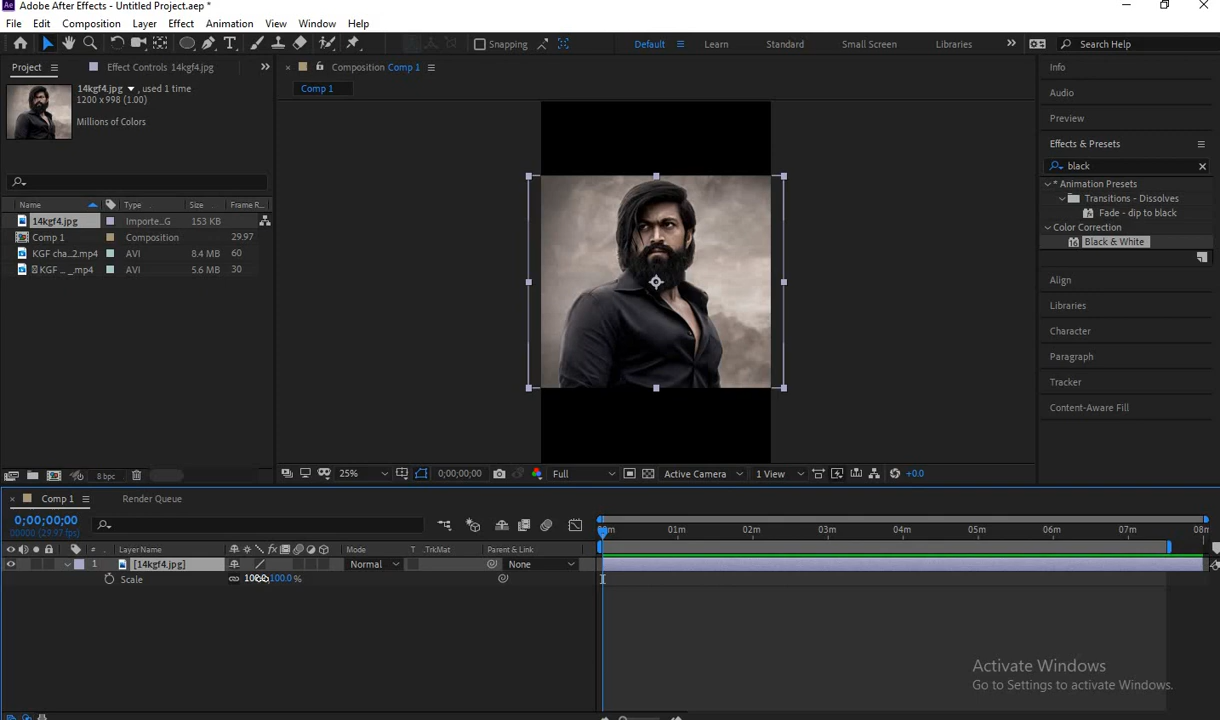 Adobe After Effects - Untitled Project.aep *
File Edit Composition Layer Effect Animation View Window Help
Snapping Default Learn Standard Small Screen Libraries Search Help
Project Effect Controls 14kgf4.jpg
Composition Comp 1
Info
14kgf4.jpg , used 1 time
1200 x 998 (1.00)
Comp 1
Audio
Millions of Colors
Preview
Effects & Presets
black
* Animation Presets
Transitions - Dissolves
Fade - dip to black
Color Correction
Black & White
Name Type Size Frame R...
14kgf4.jpg Importe...G 153 KB
Comp 1 Composition 29.97
KGF cha...2.mp4 AVI 8.4 MB 60
KGF ... _.mp4 AVI 5.6 MB 30
Align
Libraries
Character
Paragraph
Tracker
Content-Aware Fill
8 bpc
25% 0;00;00;00 Full Active Camera 1 View +0.0
Comp 1 Render Queue
0;00;00;00
00000 (29.97 fps)
01m 02m 03m 04m 05m 06m 07m 08m
# Layer Name Mode T .TrkMat Parent & Link
1 [14kgf4.jpg] Normal None
Scale 100.0, 100.0 %
Activate Windows
Go to Settings to activate Windows.